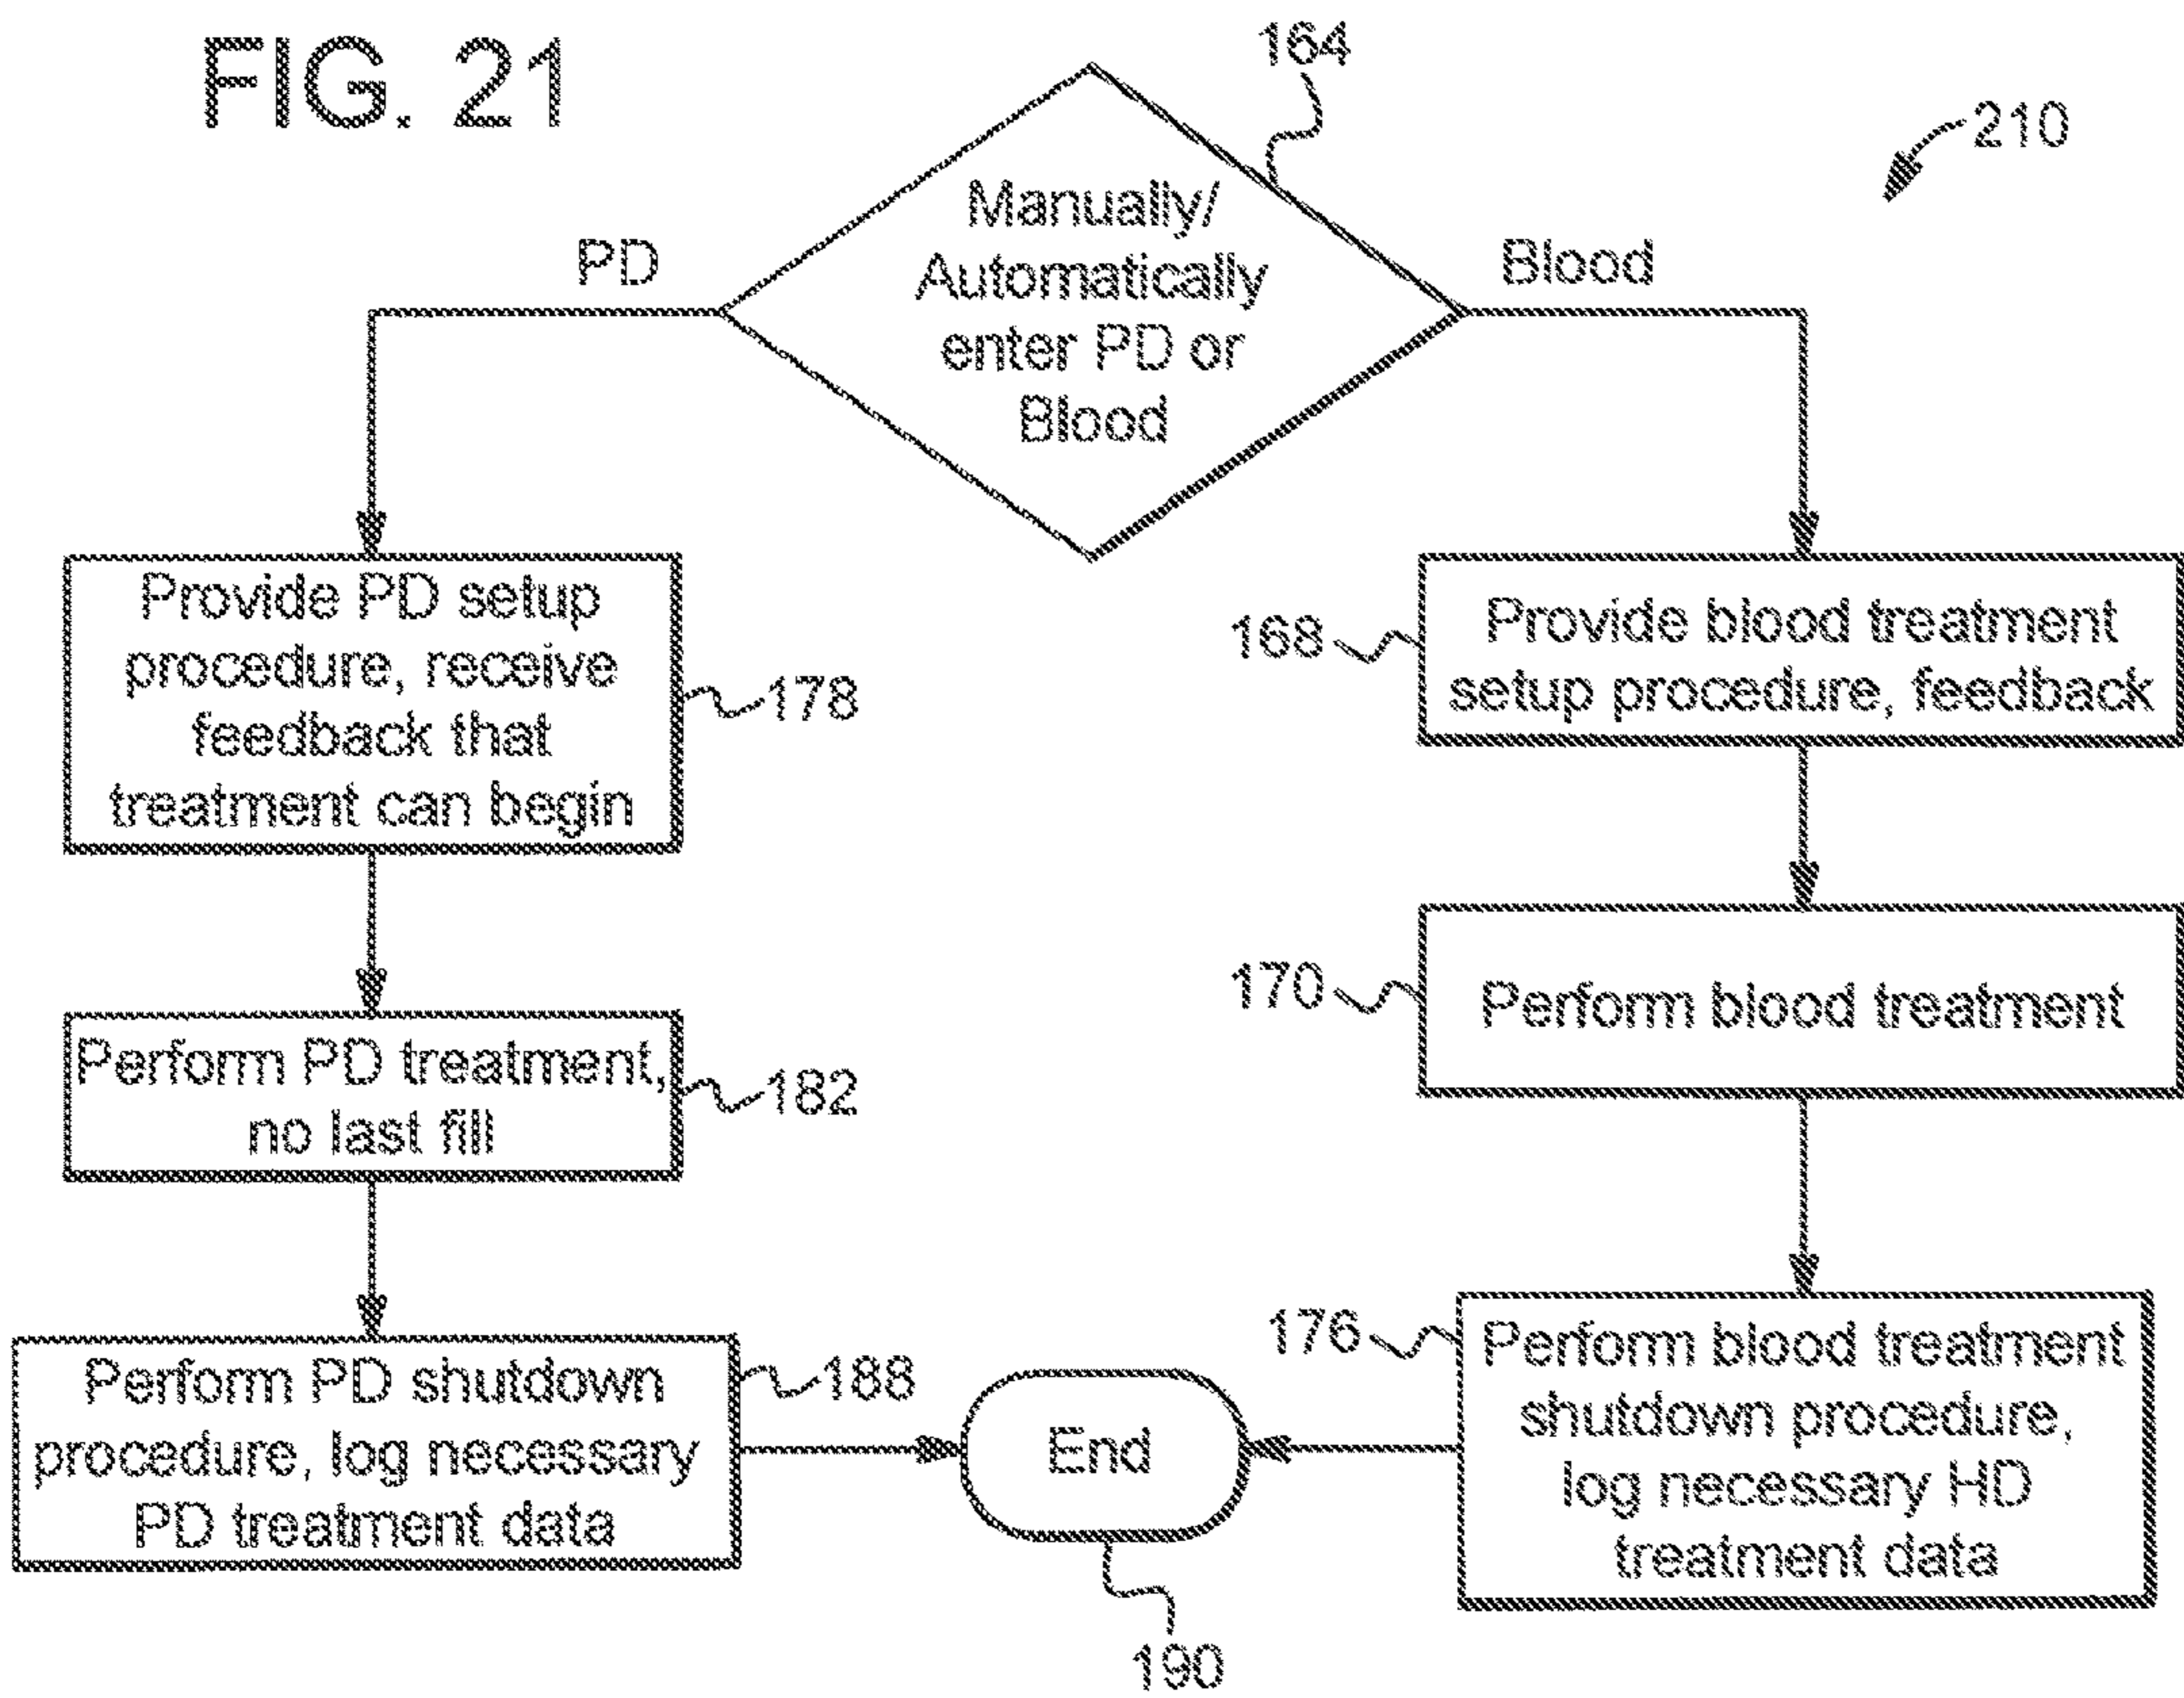 FIG. 21
164
210
Manually/
Automatically
enter PD or
Blood
PD
Blood
Provide PD setup
procedure, receive
feedback that
treatment can begin
178
Perform PD treatment,
no last fill
182
Perform PD shutdown
procedure, log necessary
PD treatment data
188
168
Provide blood treatment
setup procedure, feedback
170
Perform blood treatment
176
Perform blood treatment
shutdown procedure,
log necessary HD
treatment data
End
190